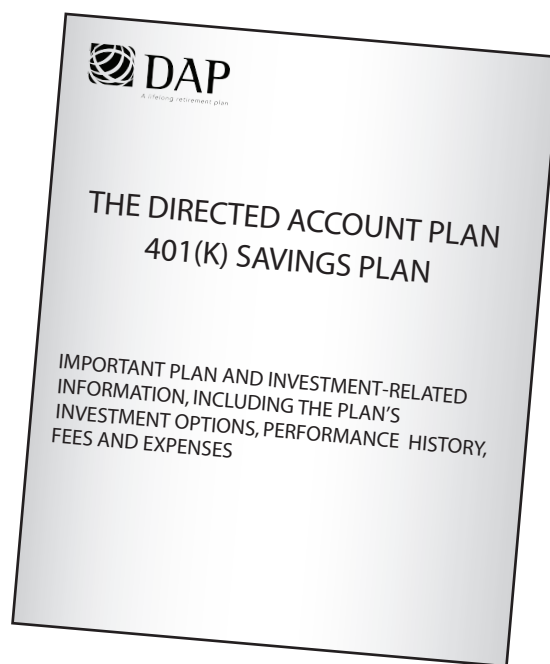 DAP
A lifelong retirement plan
THE DIRECTED ACCOUNT PLAN
401(K) SAVINGS PLAN
IMPORTANT PLAN AND INVESTMENT-RELATED
INFORMATION, INCLUDING THE PLAN'S
INVESTMENT OPTIONS, PERFORMANCE HISTORY,
FEES AND EXPENSES